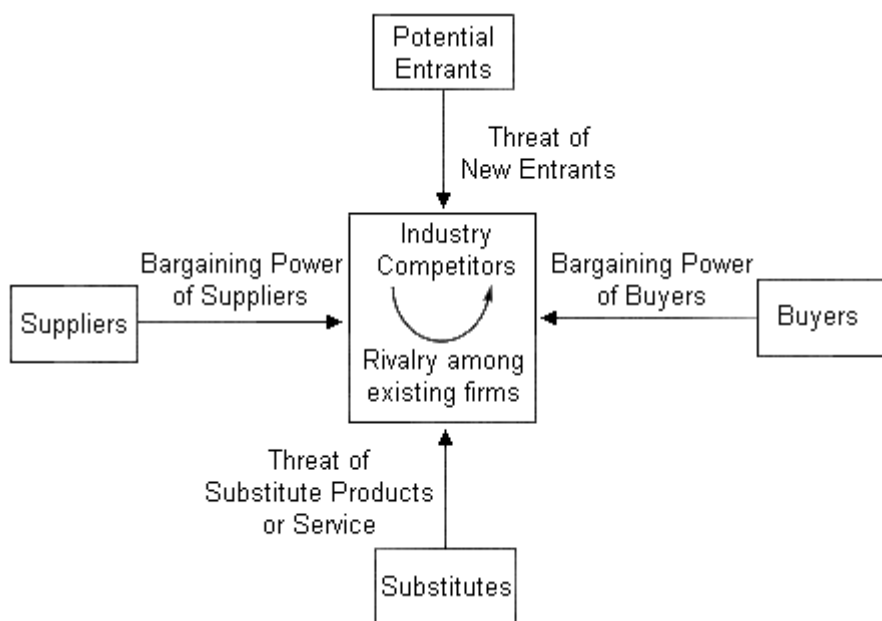 Potential
Entrants
Threat of
New Entrants
Industry
Competitors
Bargaining Power
of Suppliers
Bargaining Power
of Buyers
Suppliers
Buyers
Rivalry among
existing firms
Threat of
Substitute Products
or Service
Substitutes